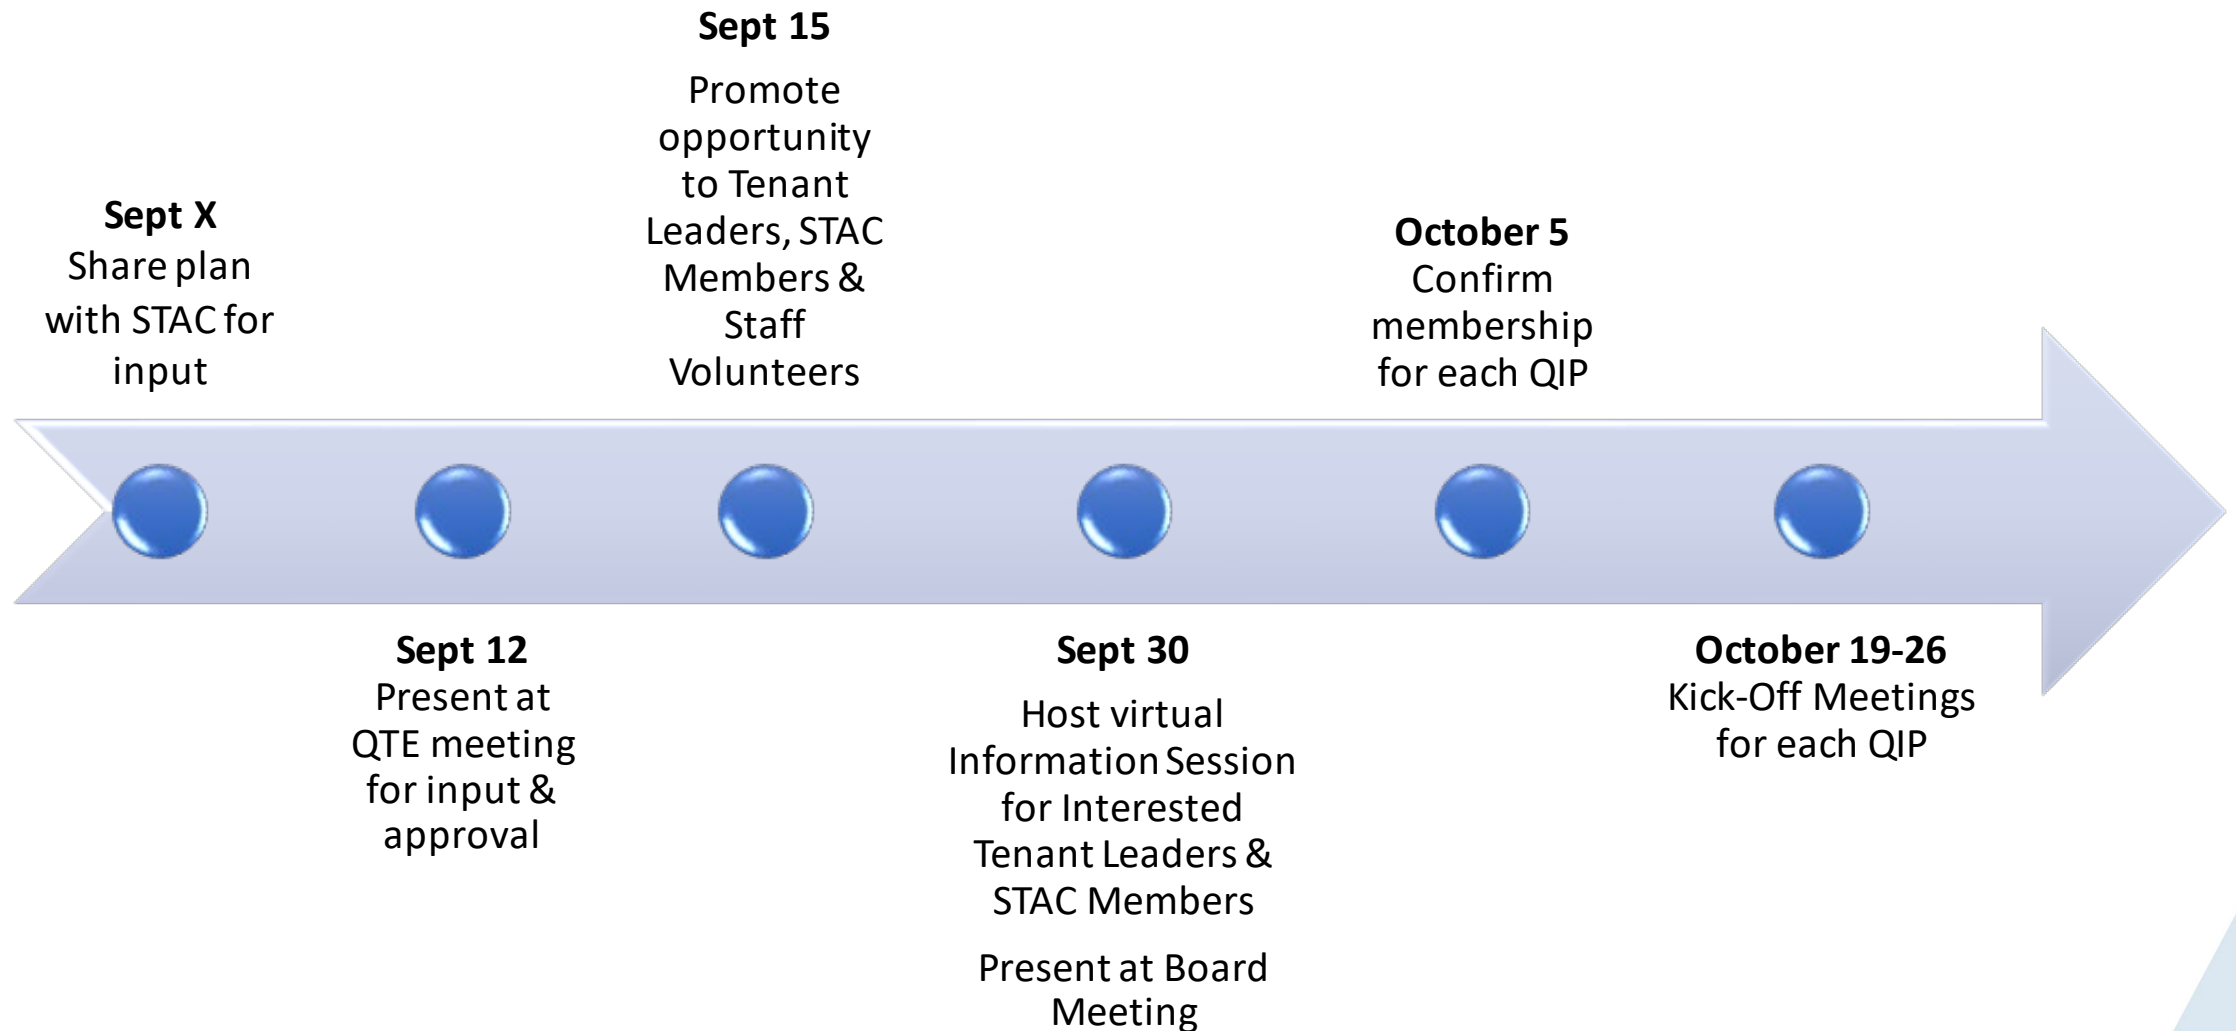 Sept X
Share plan
with STAC for
input
Sept 12
Present at
QTE meeting
for input &
approval
Sept 15
Promote
opportunity
to Tenant
Leaders, STAC
Members &
Staff
Volunteers
Sept 30
Host virtual
Information Session
for Interested
Tenant Leaders &
STAC Members
Present at Board
Meeting
October 5
Confirm
membership
for each QIP
October 19-26
Kick-Off Meetings
for each QIP